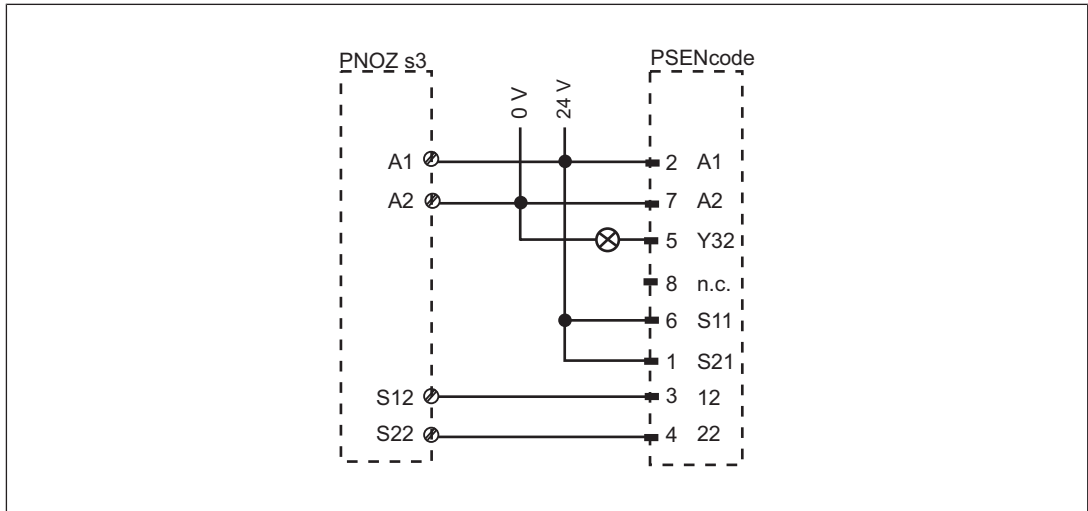 PNOZ s3
PSENcode
0 V
24 V
A1
2 A1
A2
7 A2
5 Y32
8 n.c.
6 S11
1 S21
S12
3 12
S22
4 22